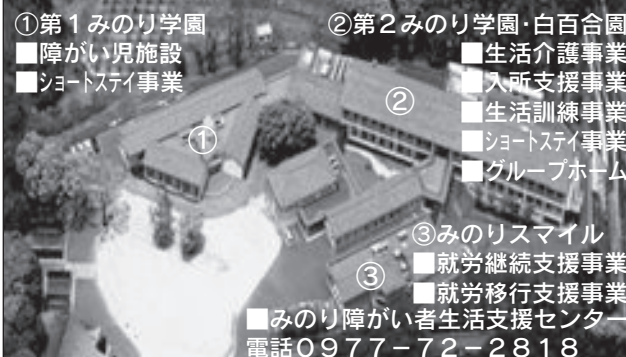 ①第1みのり学園
■障がい児施設
■ショートステイ事業
②第2みのり学園・白百合園
■生活介護事業
■入所支援事業
■生活訓練事業
■ショートステイ事業
■グループホーム
①
②
③みのりスマイル
■就労継続支援事業
■就労移行支援事業
③
■みのり障がい者生活支援センター
電話0977-72-2818